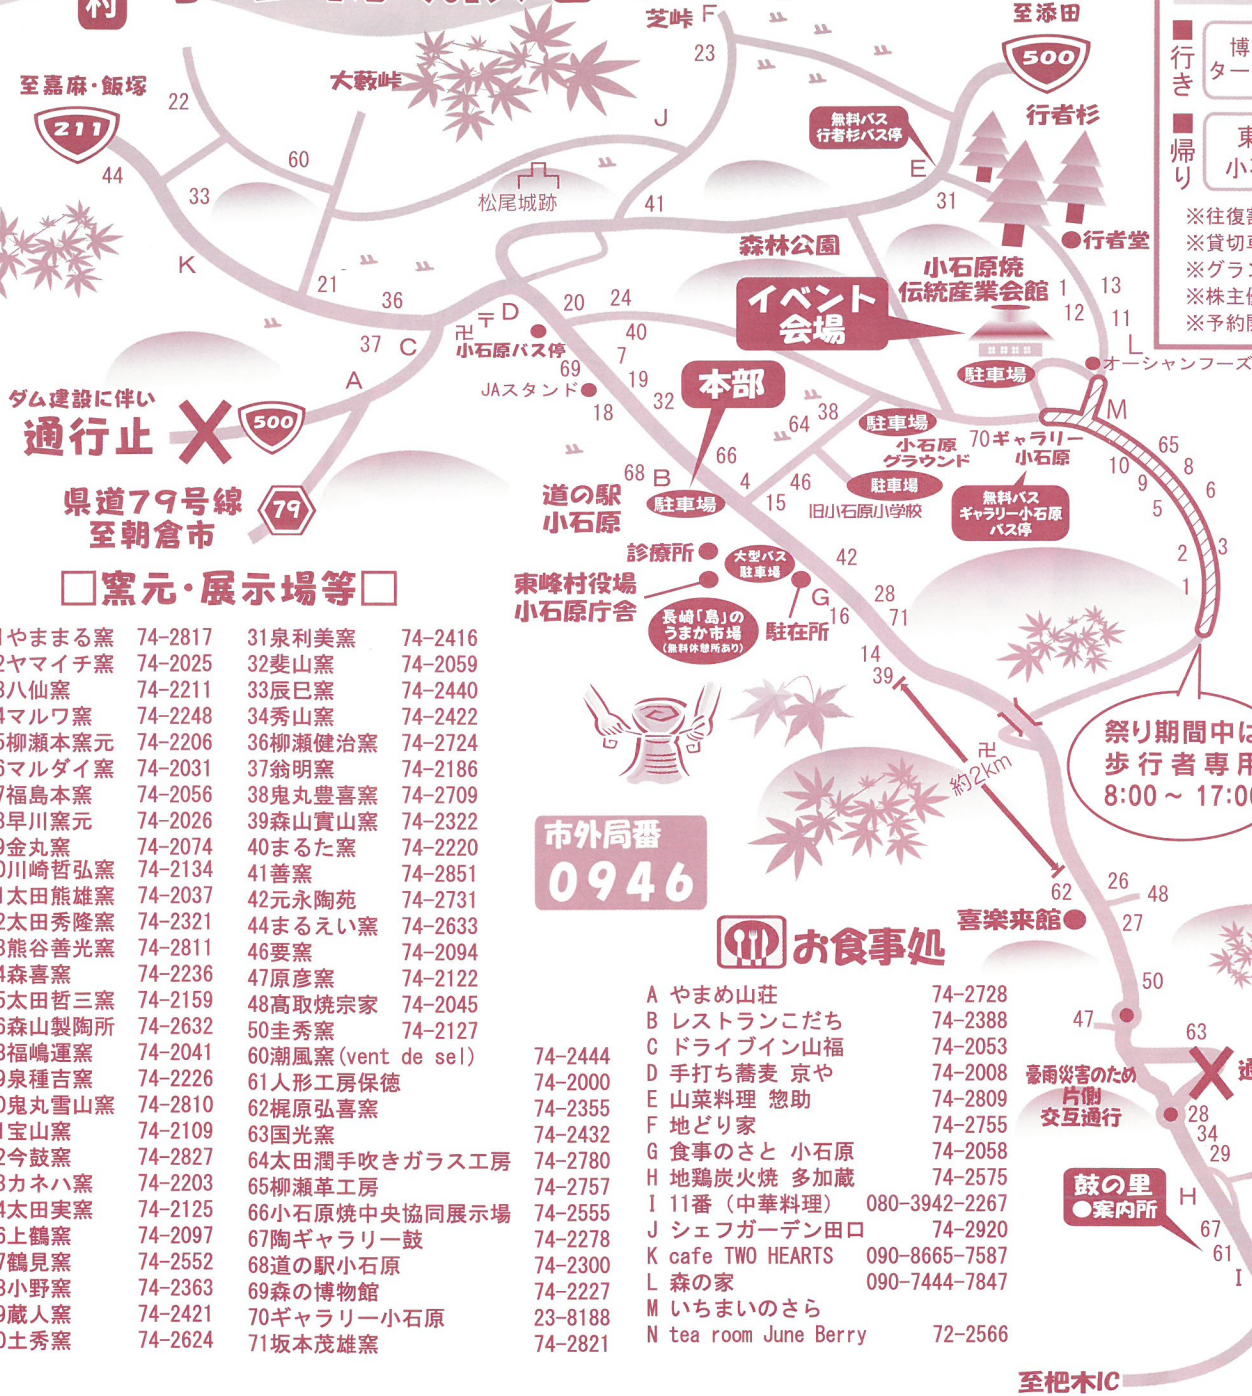 村
芝峠 F
至添田
500
■行き
■帰り
※往復
※貸切
※グラン
※予約
23
至嘉麻・飯塚
211
22
大藪峠
J
無料バス
行者杉バス停
行者杉
E
44
33
60
松尾城跡
41
31
行者堂
森林公園
K
21
36
小石原焼
伝統産業会館
イベント
会場
1
13
12
11
L
オーシャンフーズ
37
C
卍
〒
D
小石原バス停
20
24
40
7
69
19
JAスタンド
18
32
本部
駐車場
A
ダム建設に伴い
通行止
500
64
38
駐車場
小石原
グラウンド
70ギャラリー
小石原
M
県道79号線
至朝倉市
79
道の駅
小石原
68
B
駐車場
66
4
15
46
駐車場
旧小石原小学校
無料バス
ギャラリー小石原
バス停
65
10
8
9
6
5
2
3
1
診療所
大型バス
駐車場
東峰村役場
小石原庁舎
長崎「島」の
うまか市場
(無料休憩所あり)
駐在所
G
16
42
28
71
14
39
卍
約2km
祭り期間中は
歩行者専用
8:00～17:00
市外局番
0946
62
喜楽来館
26
48
27
50
47
63
豪雨災害のため
片側
交互通行
28
34
29
鼓の里
●案内所
H
67
61
I
至杷木IC
□窯元・展示場等□
やままる窯 74-2817
ヤマイチ窯 74-2025
八仙窯 74-2211
マルワ窯 74-2248
柳瀬本窯元 74-2206
マルダイ窯 74-2031
福島本窯 74-2056
早川窯元 74-2026
金丸窯 74-2074
川崎哲弘窯 74-2134
太田熊雄窯 74-2037
太田秀隆窯 74-2321
熊谷善光窯 74-2811
森喜窯 74-2236
太田哲三窯 74-2159
森山製陶所 74-2632
福嶋運窯 74-2041
泉種吉窯 74-2226
鬼丸雪山窯 74-2810
宝山窯 74-2109
今鼓窯 74-2827
カネハ窯 74-2203
太田実窯 74-2125
上鶴窯 74-2097
鶴見窯 74-2552
小野窯 74-2363
蔵人窯 74-2421
土秀窯 74-2624
31泉利美窯 74-2416
32斐山窯 74-2059
33辰巳窯 74-2440
34秀山窯 74-2422
36柳瀬健治窯 74-2724
37翁明窯 74-2186
38鬼丸豊喜窯 74-2709
39森山實山窯 74-2322
40まるた窯 74-2220
41善窯 74-2851
42元永陶苑 74-2731
44まるえい窯 74-2633
46要窯 74-2094
47原彦窯 74-2122
48髙取焼宗家 74-2045
50圭秀窯 74-2127
60潮風窯(vent de sel) 74-2444
61人形工房保徳 74-2000
62梶原弘喜窯 74-2355
63国光窯 74-2432
64太田潤手吹きガラス工房 74-2780
65柳瀬革工房 74-2757
66小石原焼中央協同展示場 74-2555
67陶ギャラリー鼓 74-2278
68道の駅小石原 74-2300
69森の博物館 74-2227
70ギャラリー小石原 23-8188
71坂本茂雄窯 74-2821
お食事処
A やまめ山荘 74-2728
B レストランこだち 74-2388
C ドライブイン山福 74-2053
D 手打ち蕎麦 京や 74-2008
E 山菜料理 惣助 74-2809
F 地どり家 74-2755
G 食事のさと 小石原 74-2058
H 地鶏炭火焼 多加蔵 74-2575
I 11番（中華料理） 080-3942-2267
J シェフガーデン田口 74-2920
K cafe TWO HEARTS 090-8665-7587
L 森の家 090-7444-7847
M いちまいのさら
N tea room June Berry 72-2566